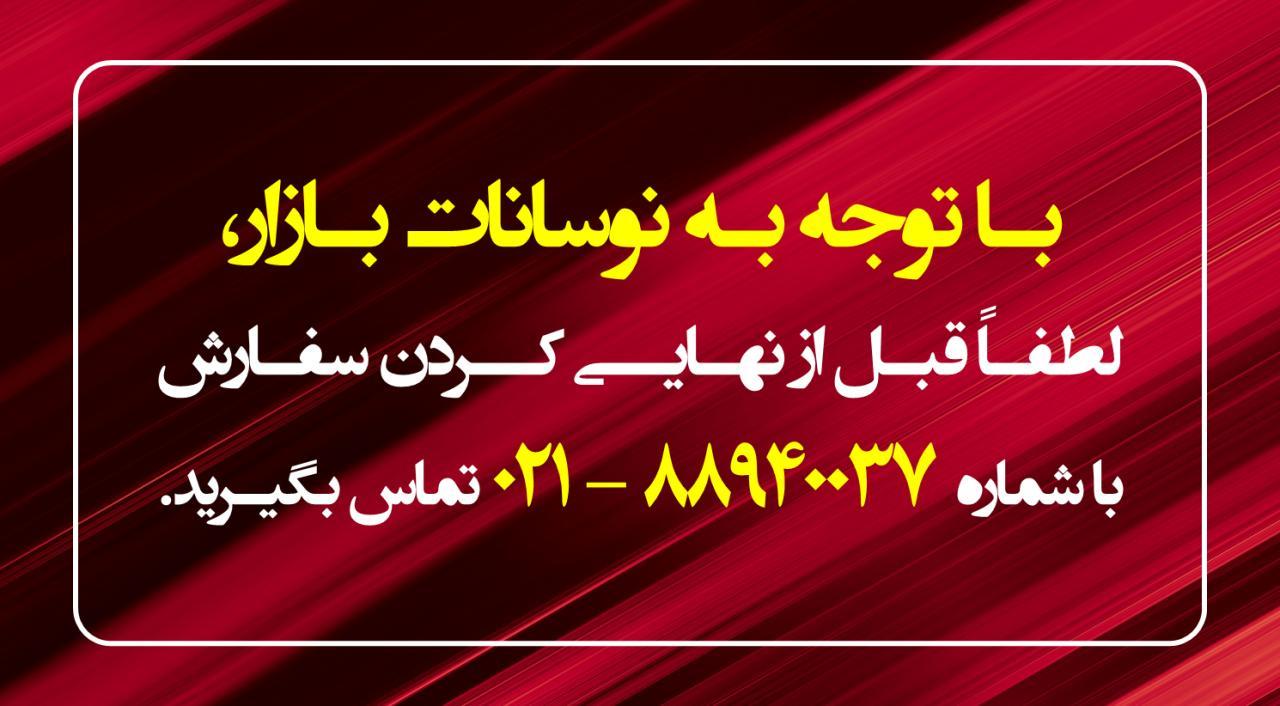 با توجه به نوسانات بازار،
لطفاً قبل از نهایی کردن سفارش
با شماره ۸۸۹۴۰۰۳۷ – ۰۲۱ تماس بگیرید.